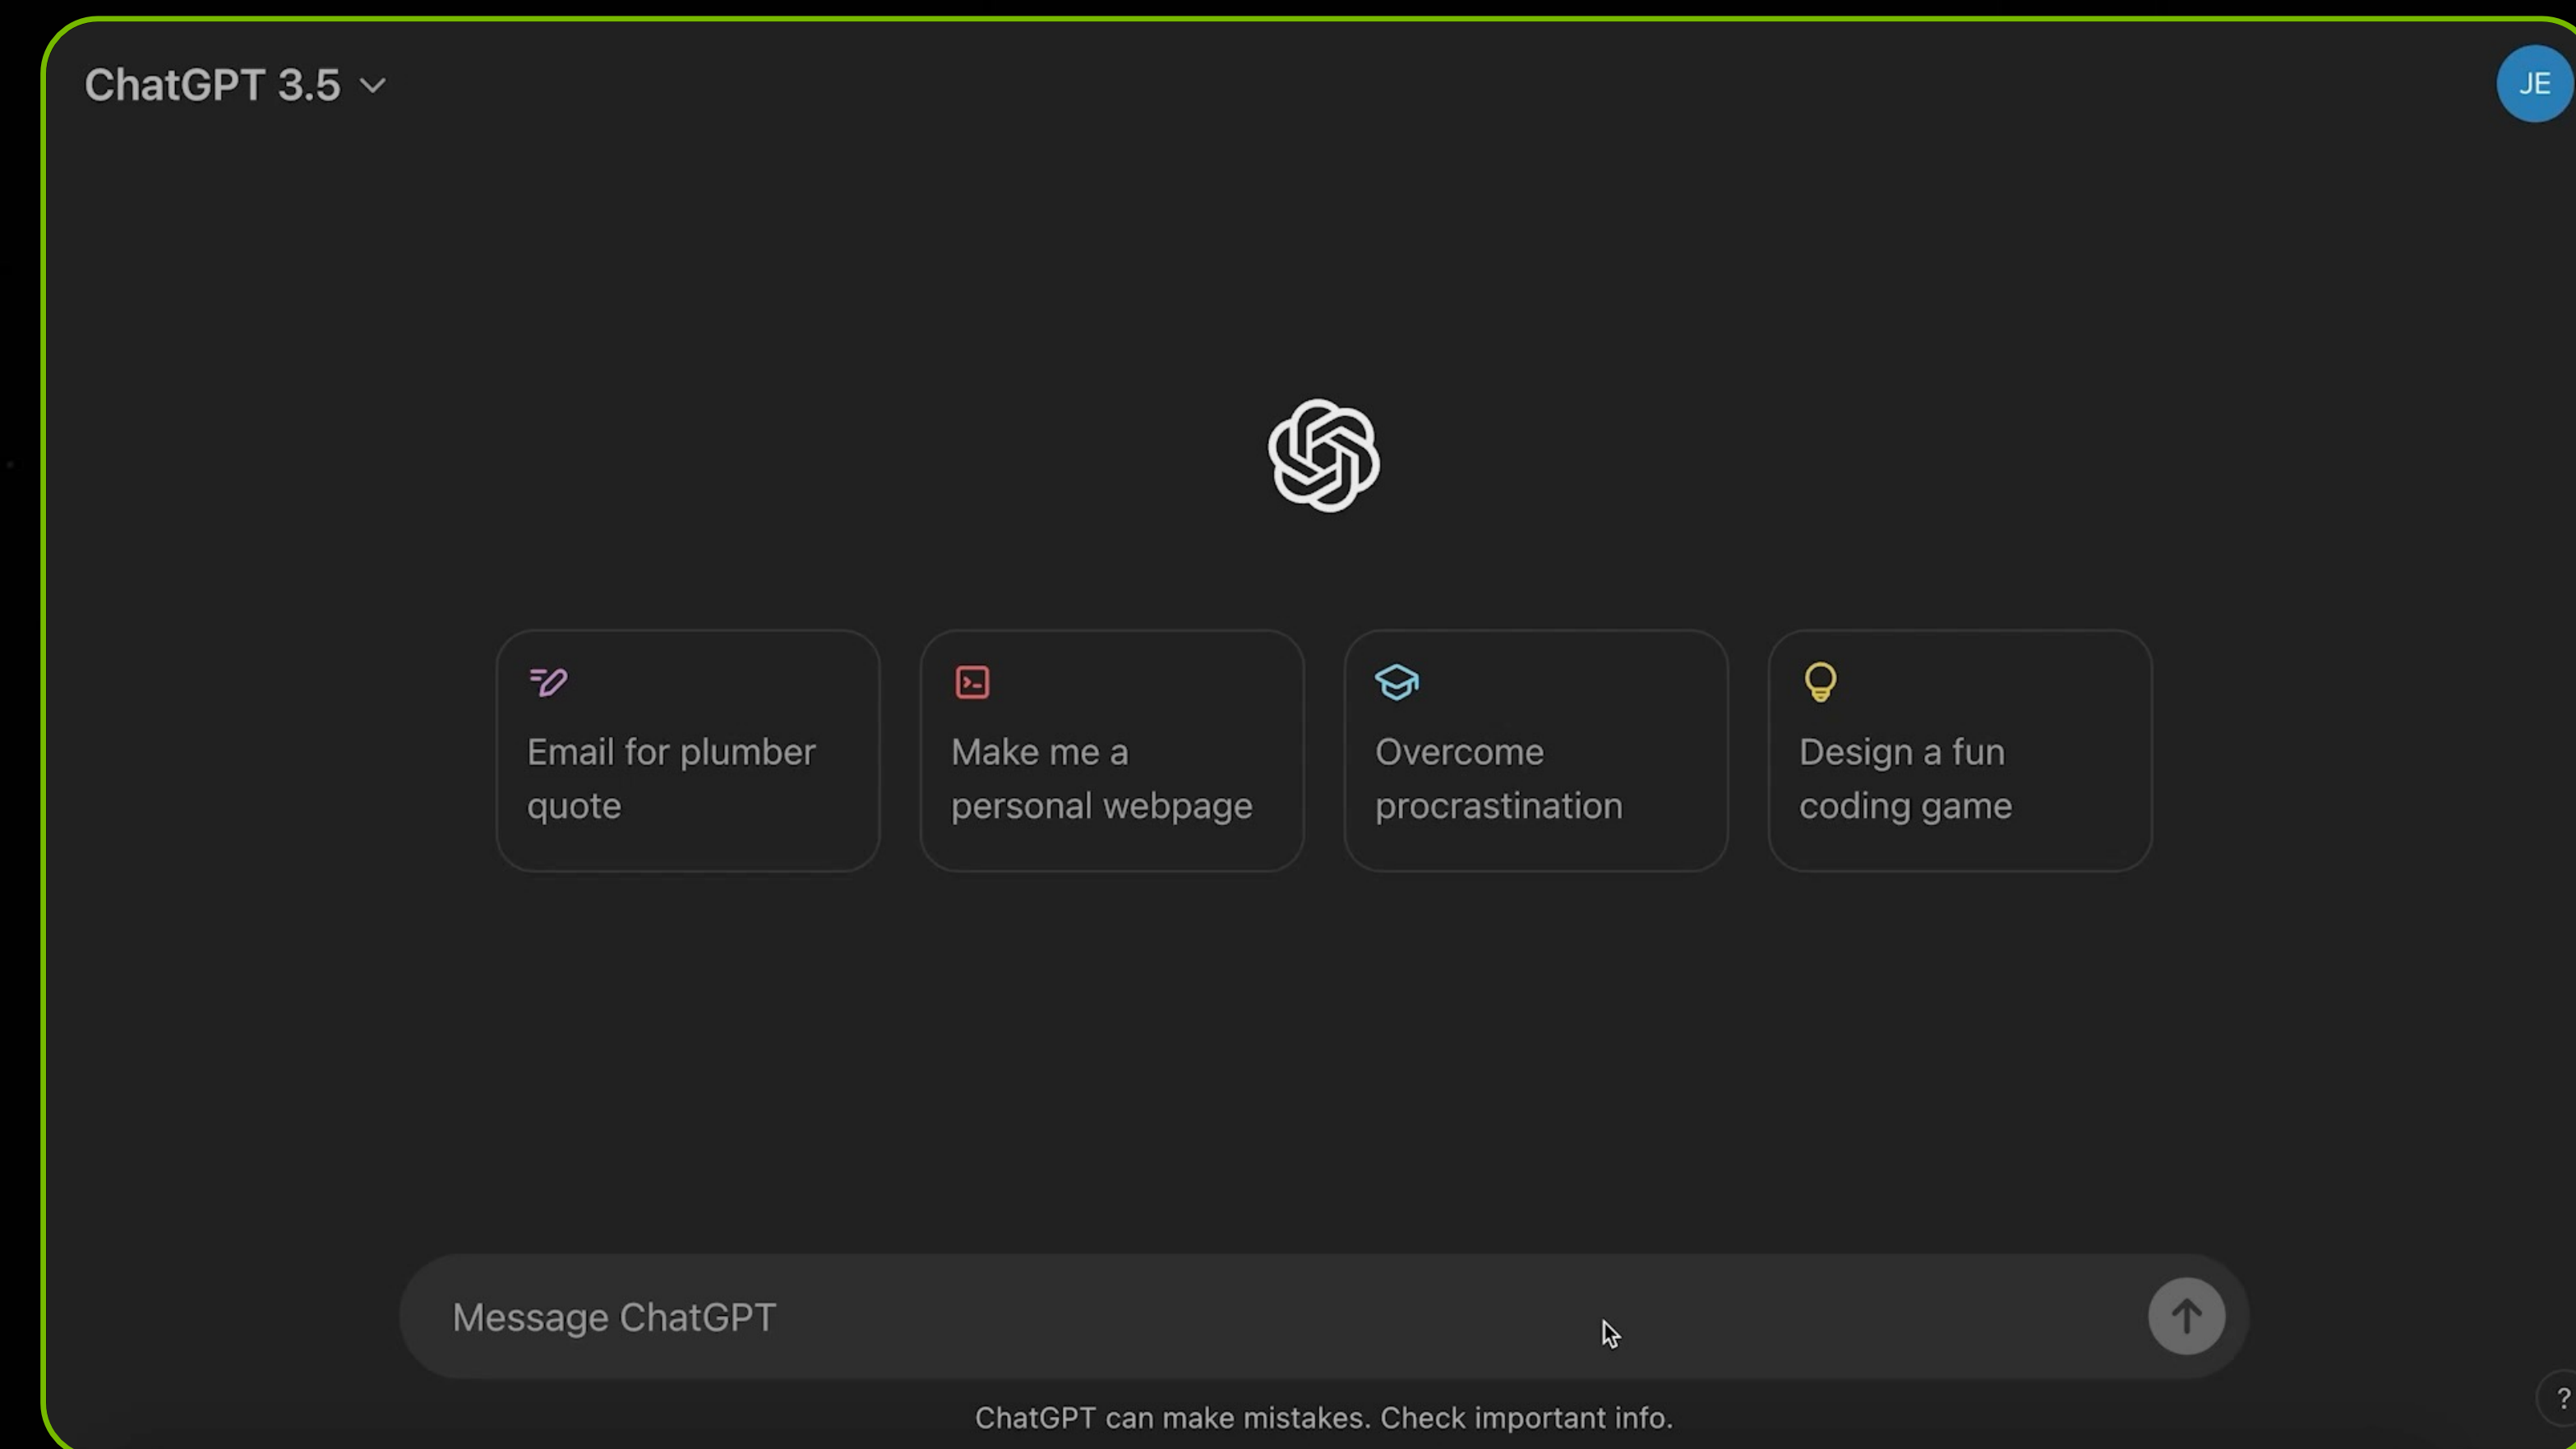 ChatGPT 3.5
JE
Email for plumber
quote
Make me a
personal webpage
Overcome
procrastination
Design a fun
coding game
Message ChatGPT
ChatGPT can make mistakes. Check important info.
?